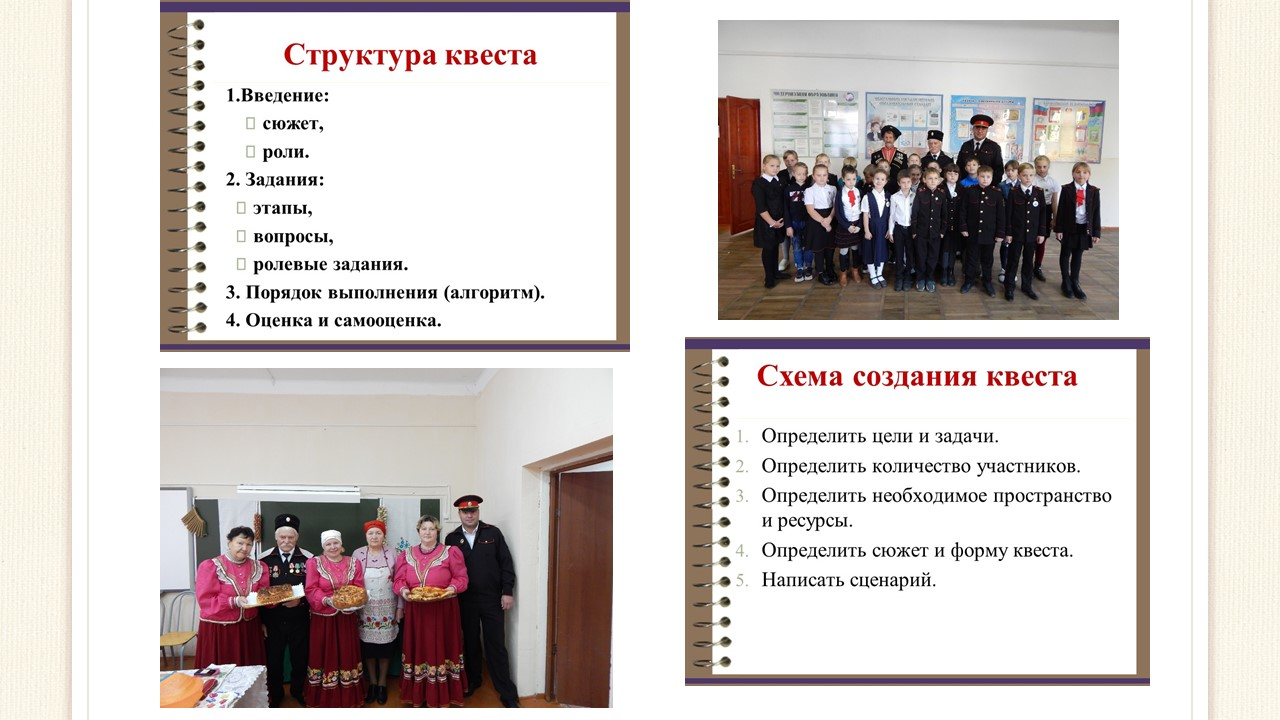 Структура квеста
1.Введение:
сюжет,
роли.
2. Задания:
этапы,
вопросы,
ролевые задания.
3. Порядок выполнения (алгоритм).
4. Оценка и самооценка.
Схема создания квеста
1. Определить цели и задачи.
2. Определить количество участников.
3. Определить необходимое пространство
и ресурсы.
4. Определить сюжет и форму квеста.
5. Написать сценарий.